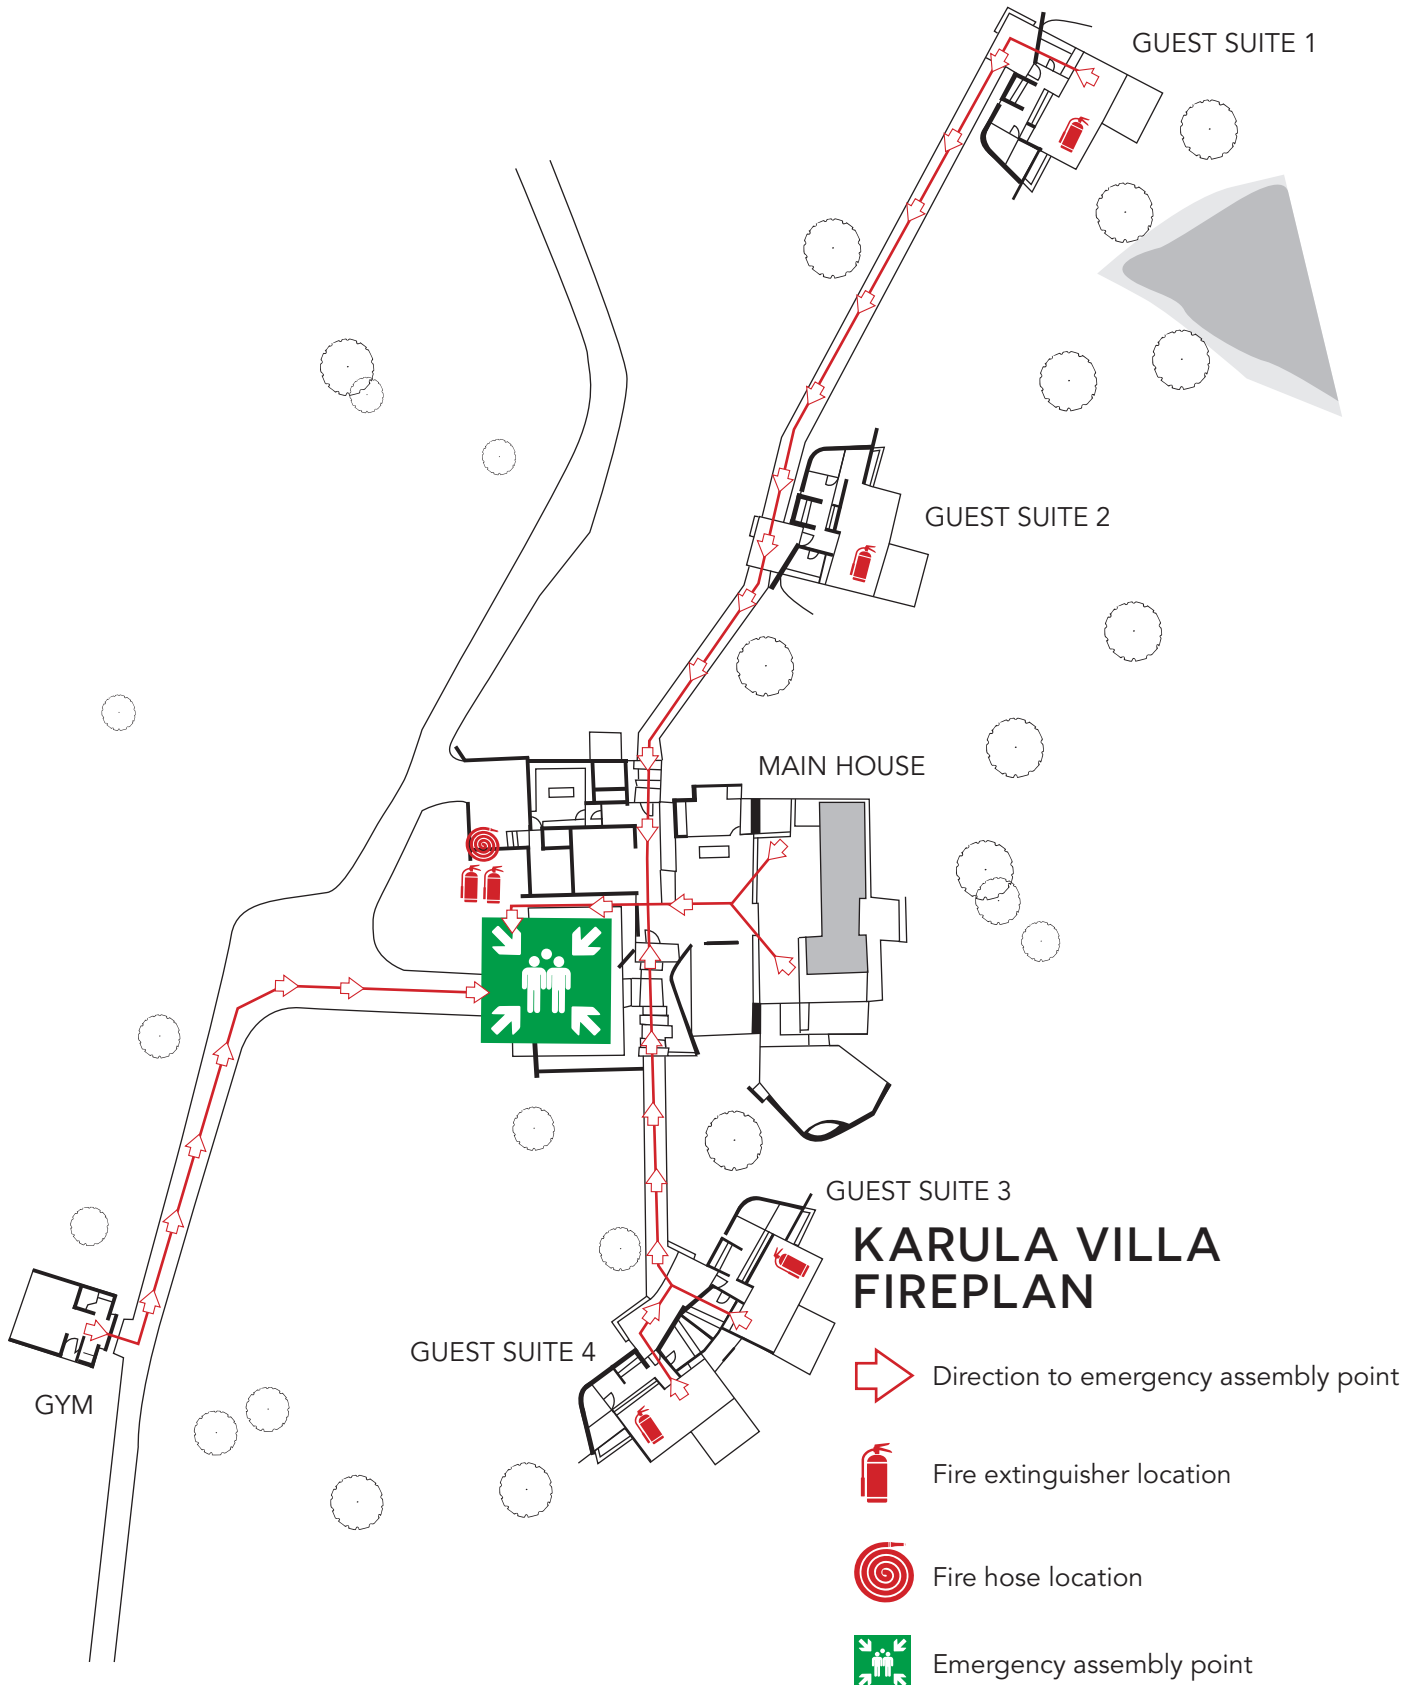 GUEST SUITE 1
GUEST SUITE 2
MAIN HOUSE
GUEST SUITE 3
KARULA VILLA
FIREPLAN
GUEST SUITE 4
Direction to emergency assembly point
GYM
Fire extinguisher location
Fire hose location
Emergency assembly point